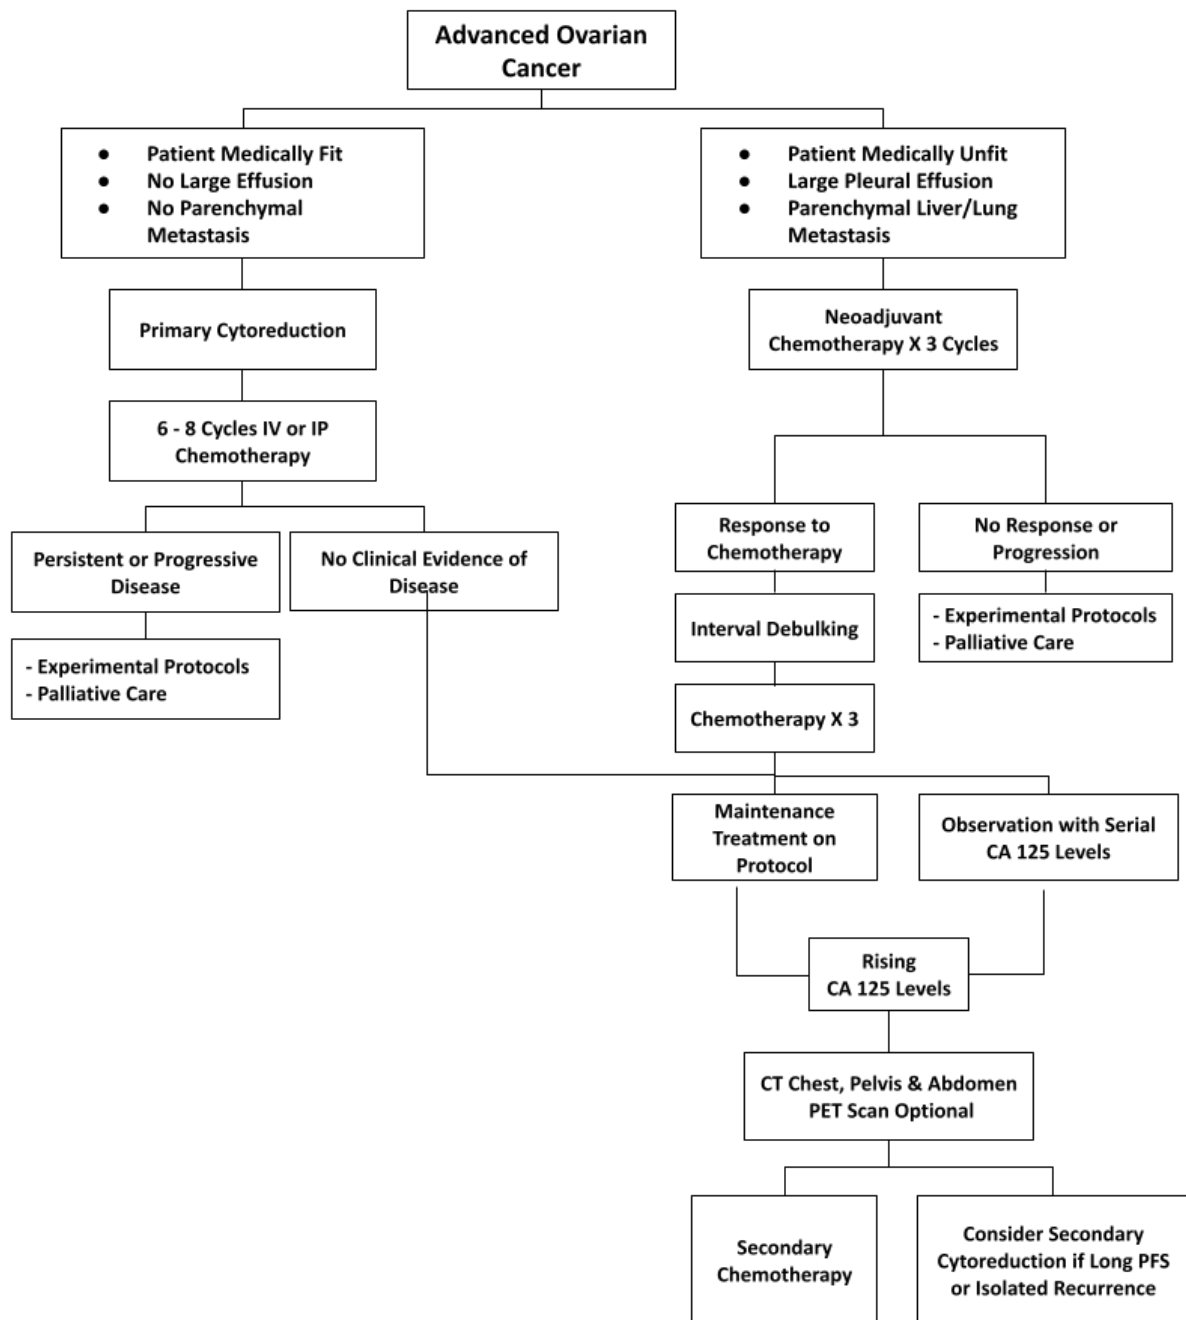 Advanced Ovarian
Cancer
● Patient Medically Fit
● No Large Effusion
● No Parenchymal
Metastasis
● Patient Medically Unfit
● Large Pleural Effusion
● Parenchymal Liver/Lung
Metastasis
Primary Cytoreduction
Neoadjuvant
Chemotherapy X 3 Cycles
6 - 8 Cycles IV or IP
Chemotherapy
Persistent or Progressive
Disease
No Clinical Evidence of
Disease
Response to
Chemotherapy
No Response or
Progression
- Experimental Protocols
- Palliative Care
Interval Debulking
- Experimental Protocols
- Palliative Care
Chemotherapy X 3
Maintenance
Treatment on
Protocol
Observation with Serial
CA 125 Levels
Rising
CA 125 Levels
CT Chest, Pelvis & Abdomen
PET Scan Optional
Secondary
Chemotherapy
Consider Secondary
Cytoreduction if Long PFS
or Isolated Recurrence